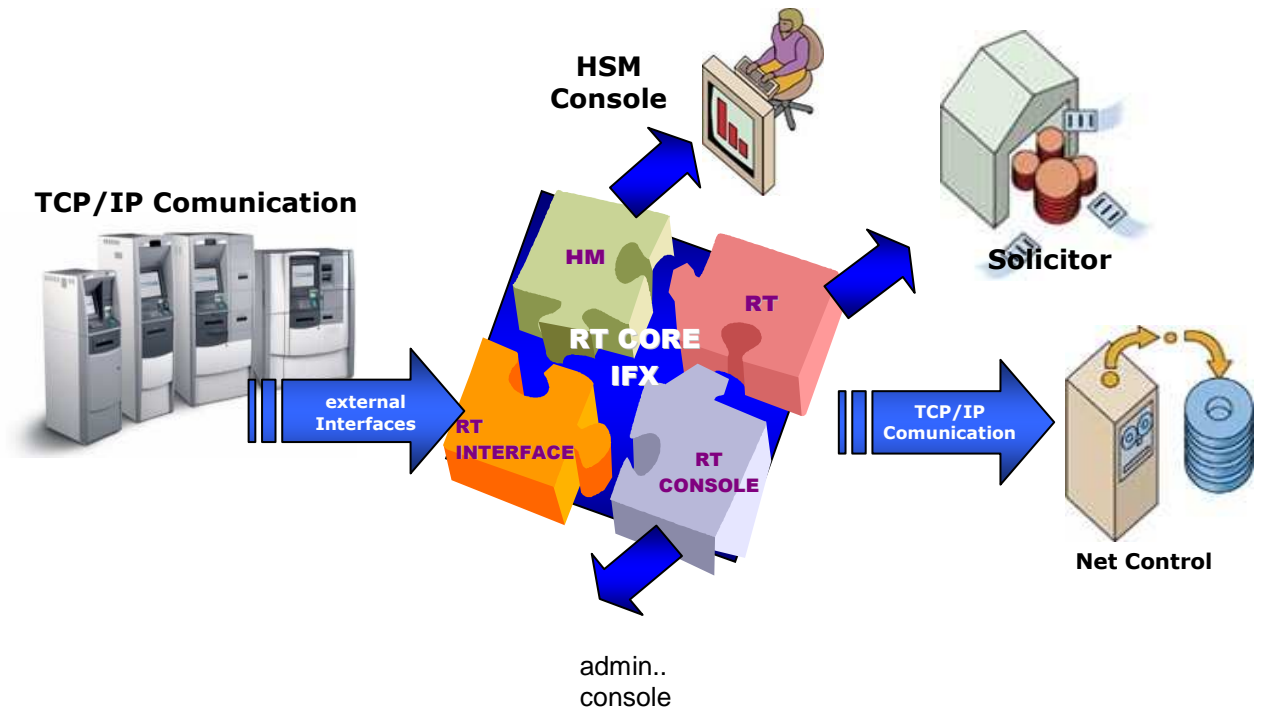 HSM
Console
TCP/IP Comunication
Solicitor
HM
RT
RT CORE
IFX
external
Interfaces
RT
INTERFACE
RT
CONSOLE
TCP/IP
Comunication
Net Control
admin..
console